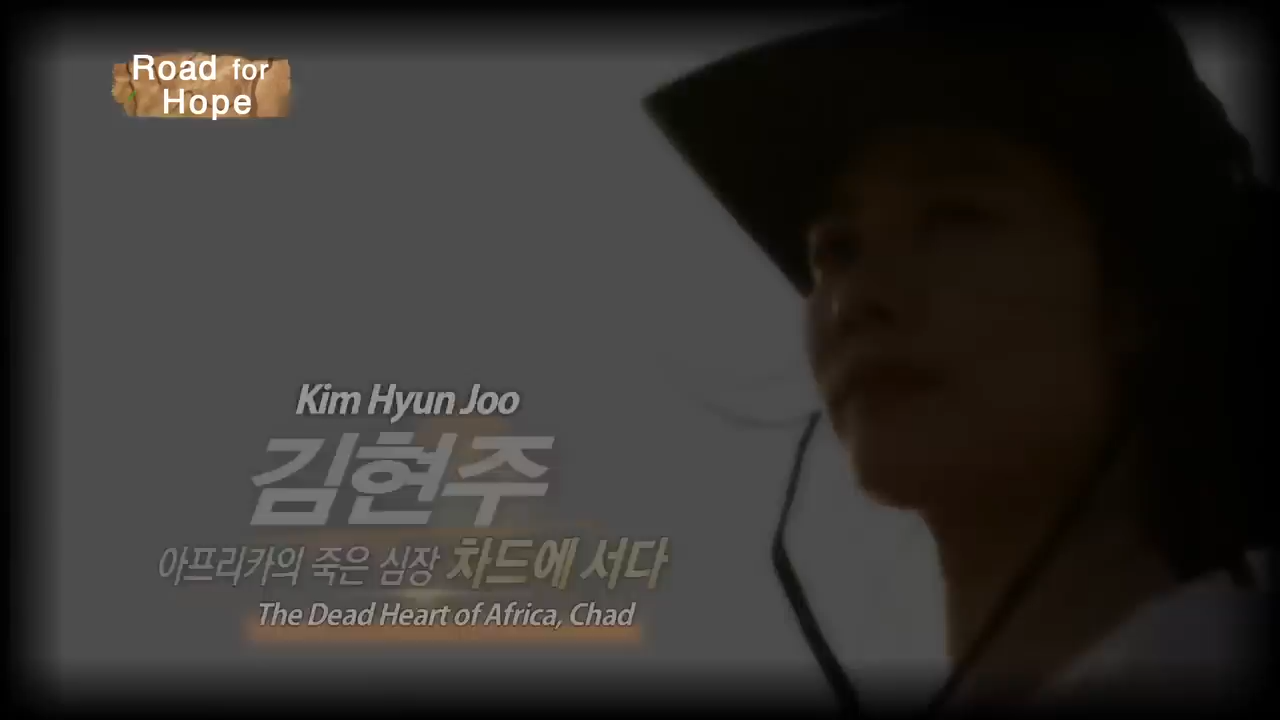 Road for
Hope
Kim Hyun Joo
김현주
아프리카의 죽은 심장 차드에 서다
The Dead Heart of Africa, Chad